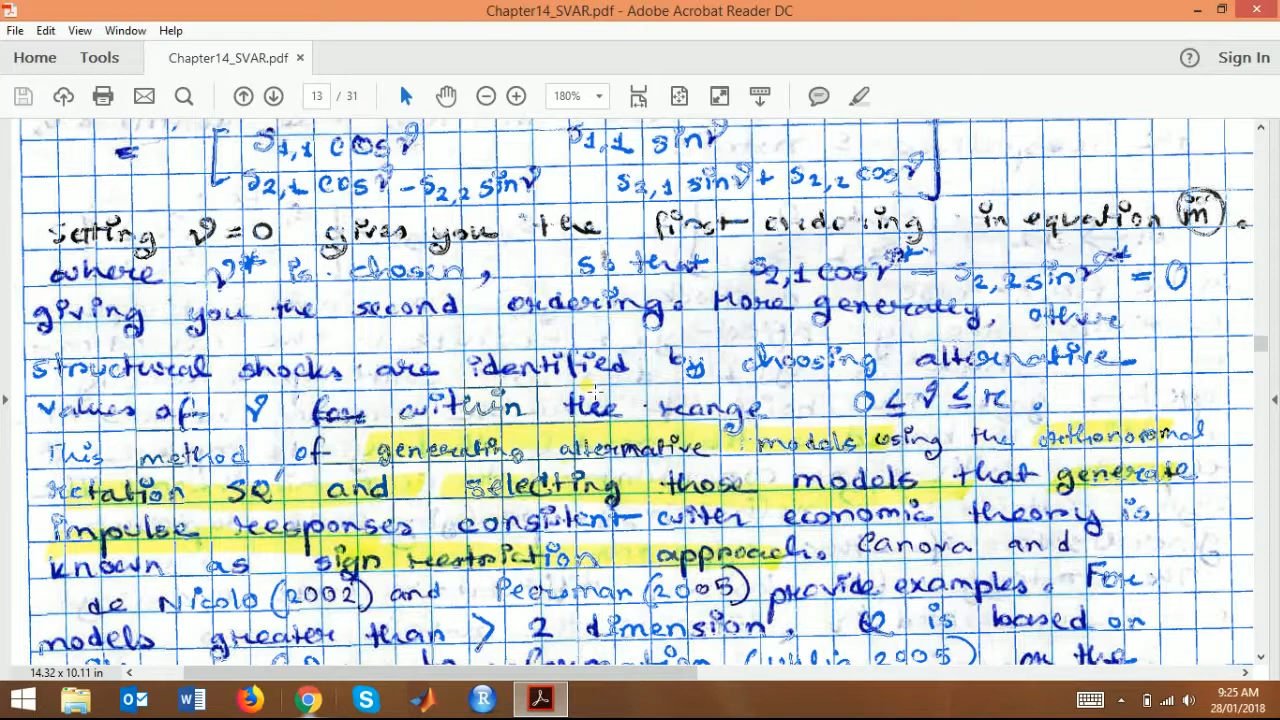 Chapter14_SVAR.pdf - Adobe Acrobat Reader DC
File Edit View Window Help
Home Tools Chapter14_SVAR.pdf × ? Sign In
13 / 31 180%
= [ S1,1 cosϑ S1,1 sinϑ
S2,1 cosϑ - S2,2 sinϑ S2,1 sinϑ + S2,2 cosϑ ]
Setting ϑ = 0 gives you the first ordering in equation (m).
where ϑ* is chosen, so that S2,1 cosϑ* - S2,2 sinϑ* = 0
giving you the second ordering. More generally, other
structural shocks are identified by choosing alternative
values of ϑ within the range 0 ≤ ϑ ≤ π.
This method of generating alternative models using the orthonormal
rotation SQ' and selecting those models that generate
impulse responses consistent with economic theory is
known as sign restriction approach. Canova and
de Nicolo (2002) and Peersman (2005) provide examples. For
models greater than > 2 dimension, Q is based on
2005) on the
14.32 x 10.11 in
9:25 AM
28/01/2018